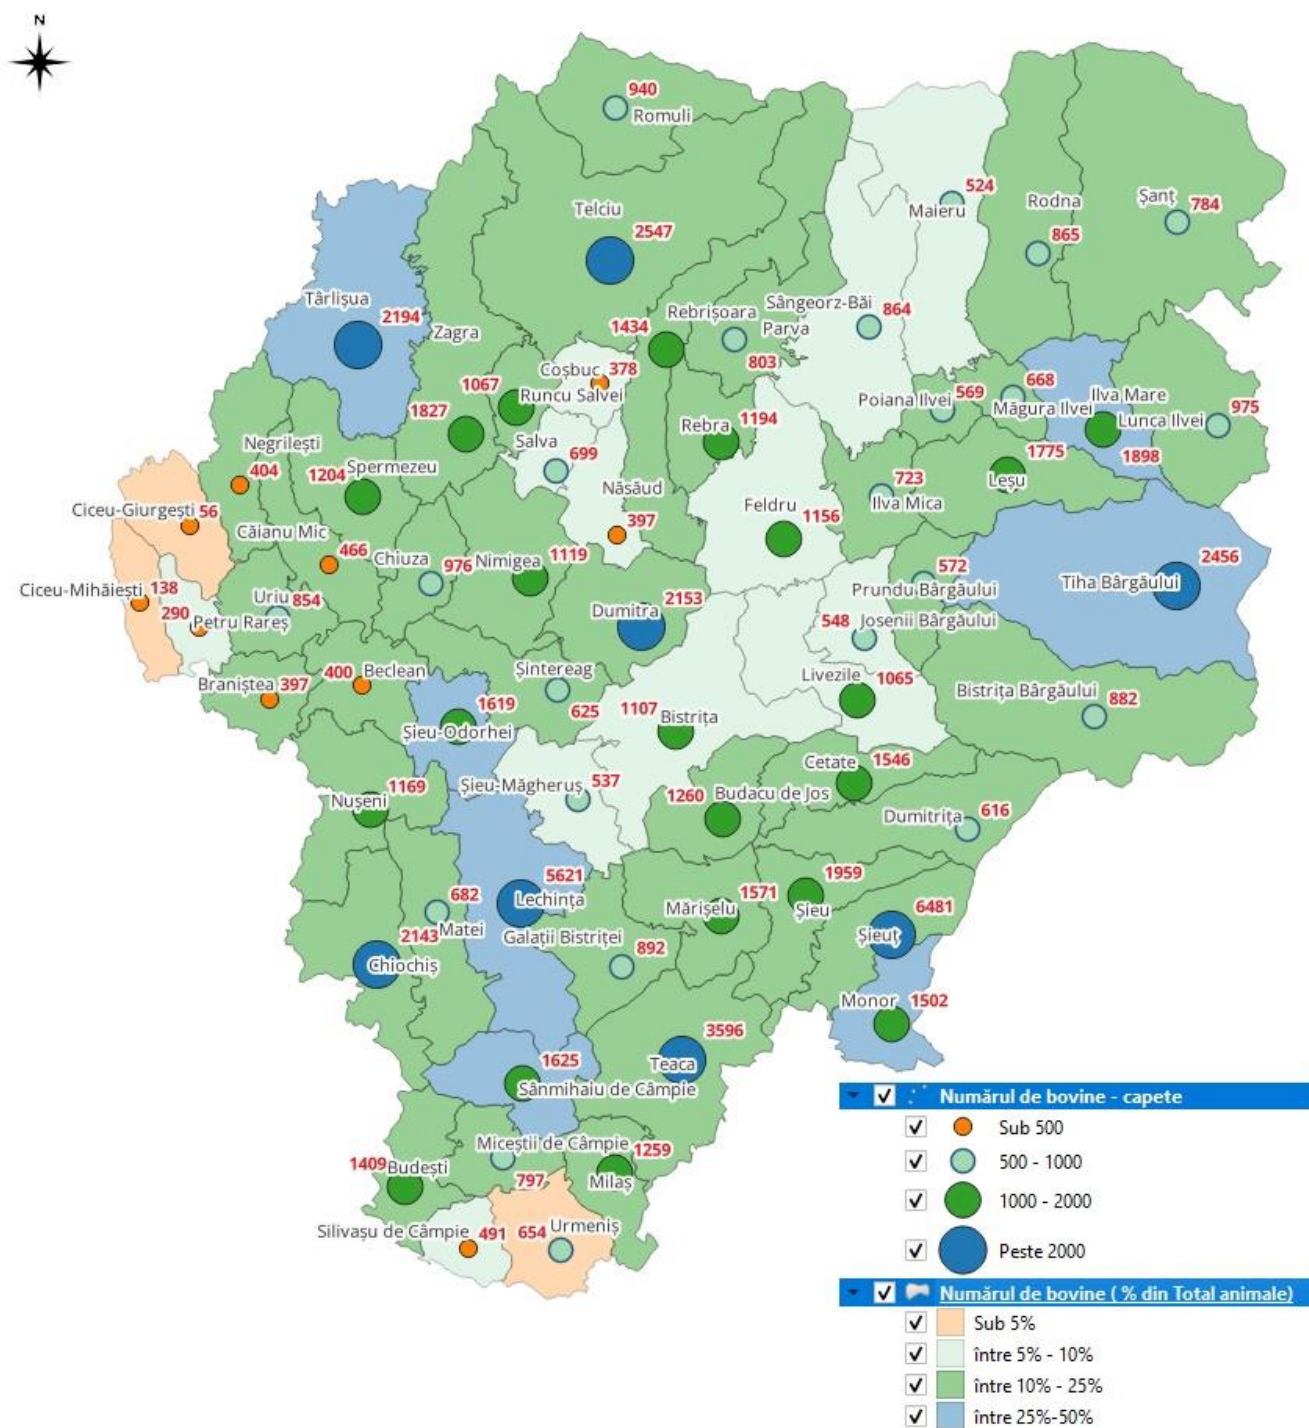 N
940
Romuli
524
Maieru
Rodna
865
Șanț
784
Telciu
2547
Târlișua
2194
Zagra
Sângeorz-Băi
864
Rebrișoara
1434
Parva
803
Coșbuc
378
Runcu Salvei
1067
1827
Poiana Ilvei
569
668
Măgura Ilvei
Ilva Mare
Lunca Ilvei
975
1898
Rebra
1194
Salva
699
1775
Leșu
Negrilești
404
1204
Spermezeu
Năsăud
397
723
Ilva Mica
Feldru
1156
Ciceu-Giurgești
56
Căianu Mic
466
Chiuza
976
Nimigea
1119
572
Prundu Bârgăului
Tiha Bârgăului
2456
Ciceu-Mihăiești
138
290
Petru Rareș
Uriu
854
Dumitra
2153
548
Josenii Bârgăului
Livezile
1065
Braniștea
397
400
Beclean
Șintereag
625
Bistrița Bârgăului
882
1619
Șieu-Odorhei
1107
Bistrița
Cetate
1546
Șieu-Măgheruș
537
1260
Budacu de Jos
Nușeni
1169
Dumitrița
616
5621
Lechința
682
Matei
Mărișelu
1571
1959
Șieu
6481
Șieuț
2143
Chiochiș
Galații Bistriței
892
Monor
1502
3596
Teaca
1625
Sânmihaiu de Câmpie
Miceștii de Câmpie
797
1259
Milaș
1409
Budești
Silivașu de Câmpie
491
654
Urmeniș
Numărul de bovine - capete
Sub 500
500 - 1000
1000 - 2000
Peste 2000
Numărul de bovine ( % din Total animale)
Sub 5%
între 5% - 10%
între 10% - 25%
între 25%-50%